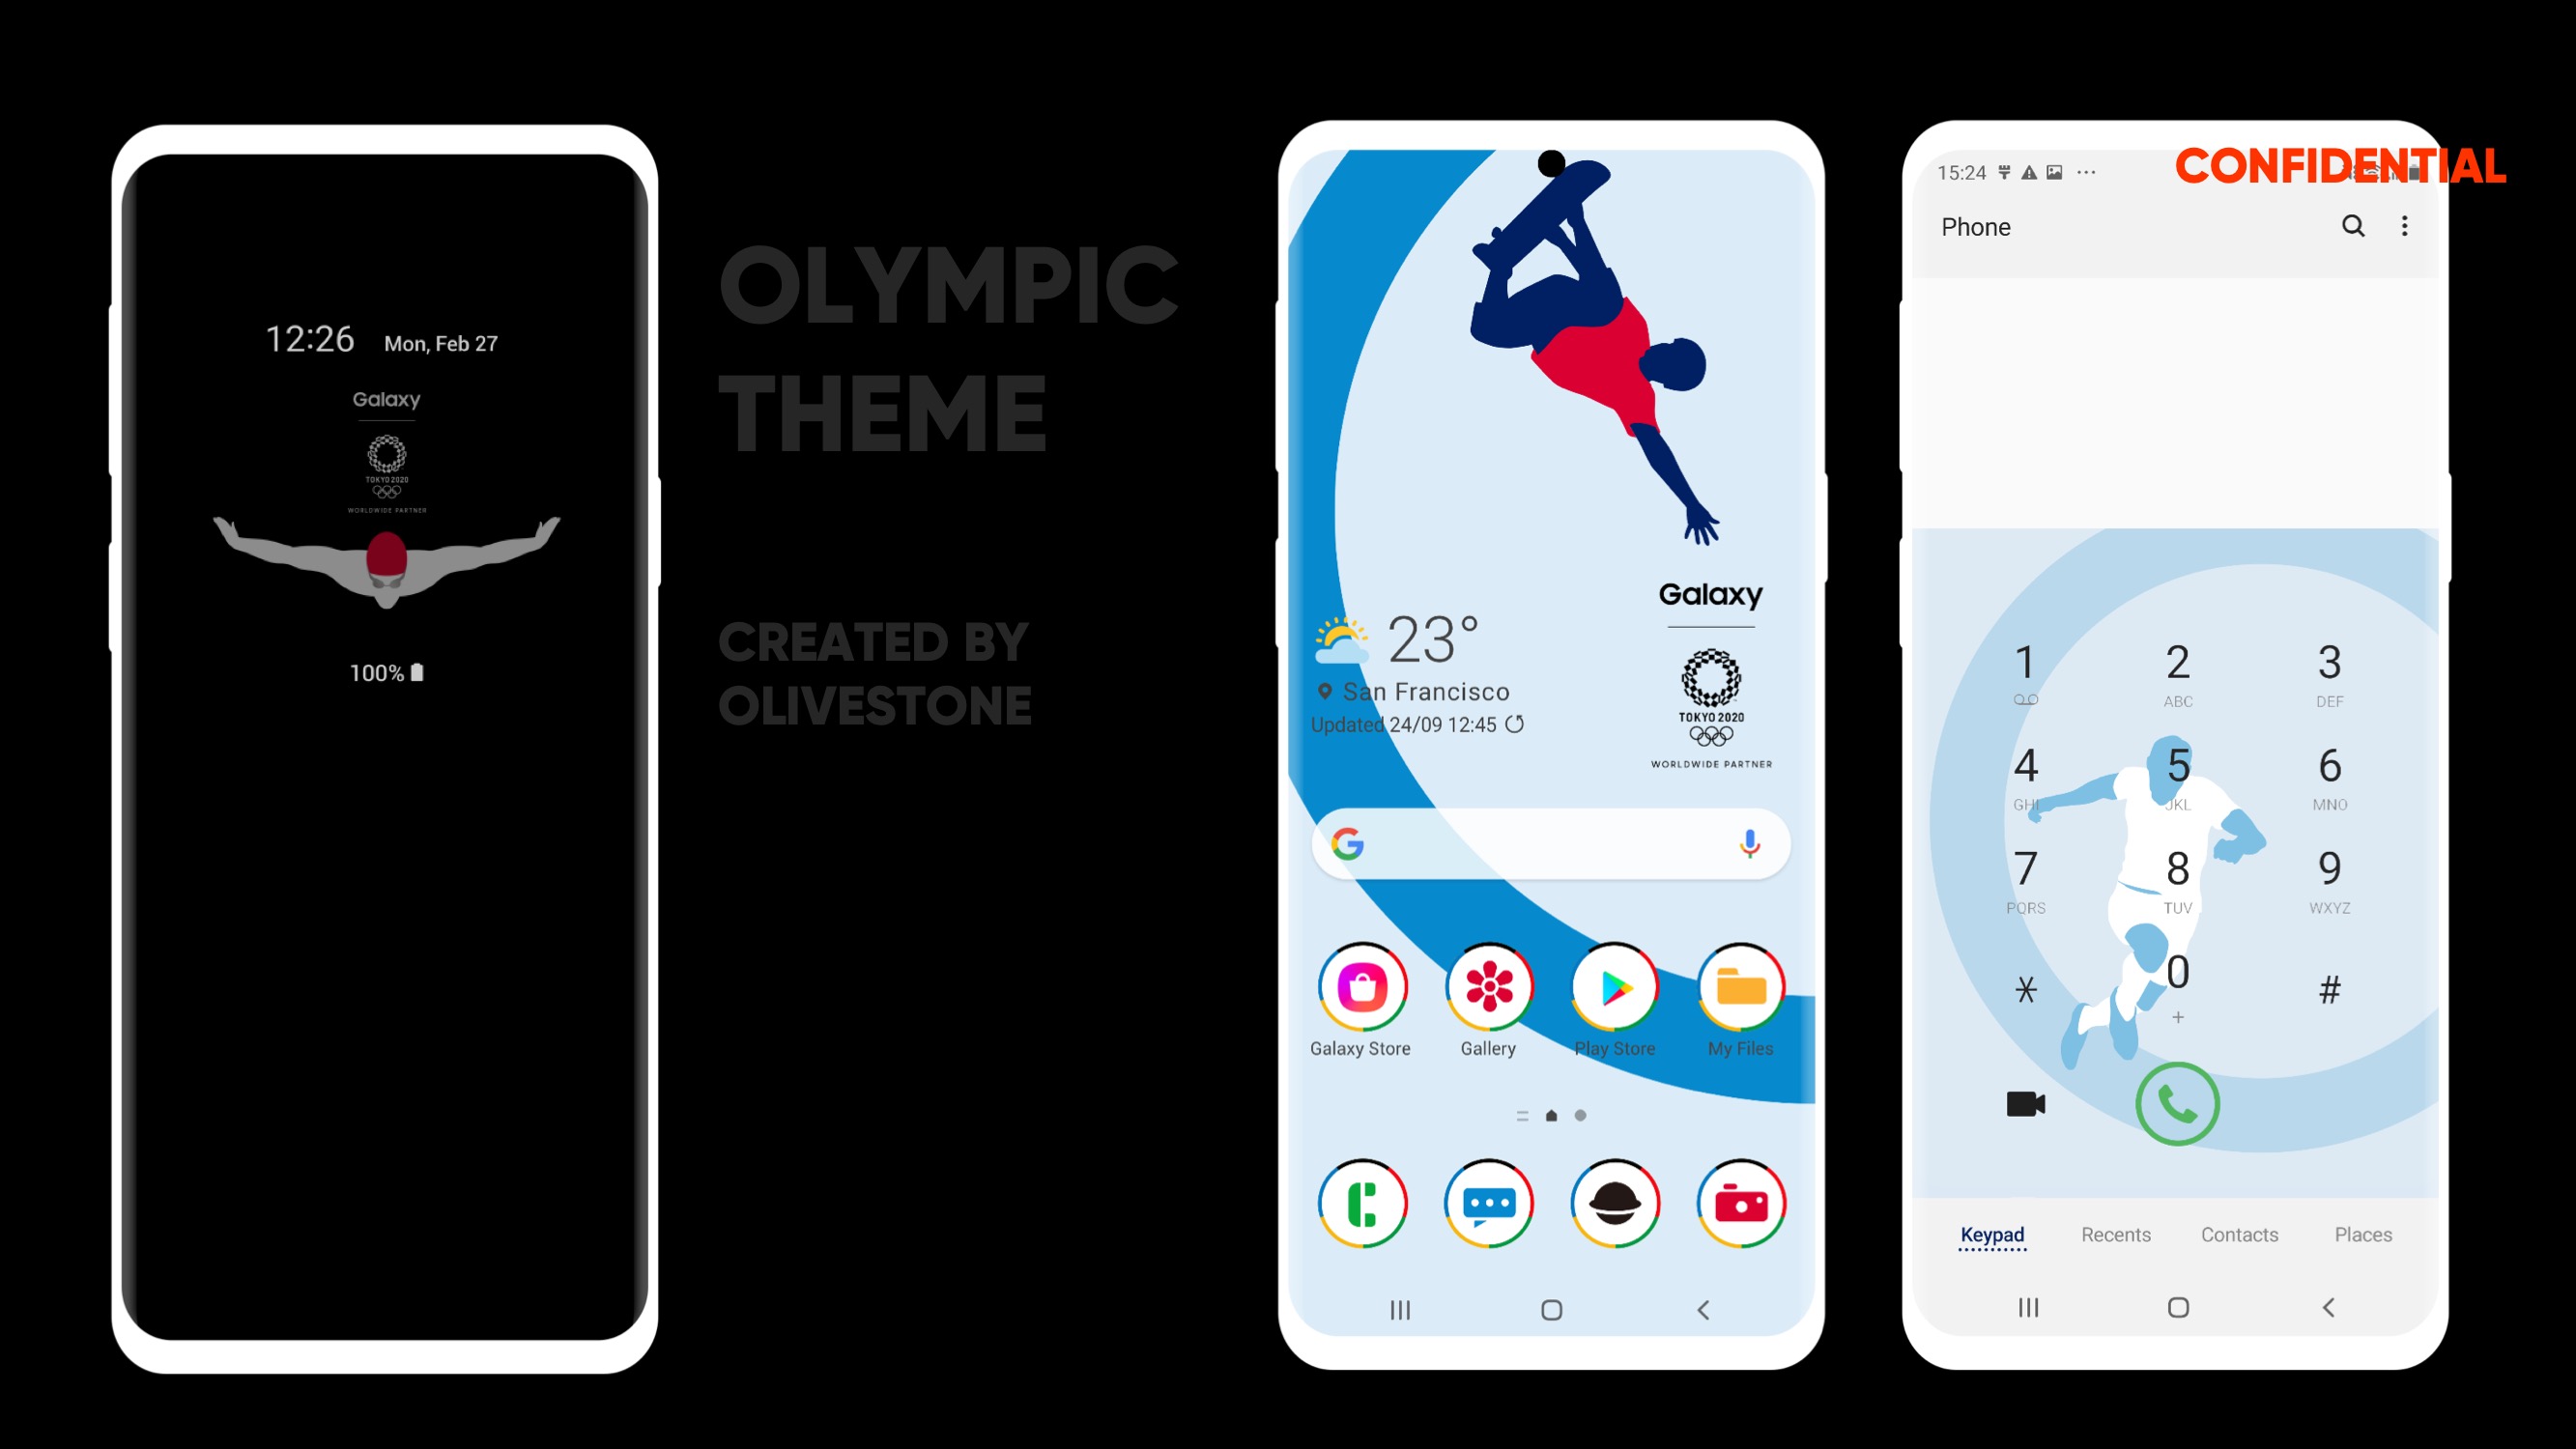 12:26 Mon, Feb 27
Galaxy
TOKYO 2020
WORLDWIDE PARTNER
100%
OLYMPIC
THEME
CREATED BY
OLIVESTONE
Galaxy
TOKYO 2020
WORLDWIDE PARTNER
23°
San Francisco
Updated 24/09 12:45
G
Galaxy Store Gallery Play Store My Files
CONFIDENTIAL
15:24
Phone
1 2 3
ABC DEF
4 5 6
GHI JKL MNO
7 8 9
PQRS TUV WXYZ
* 0 #
+
Keypad Recents Contacts Places